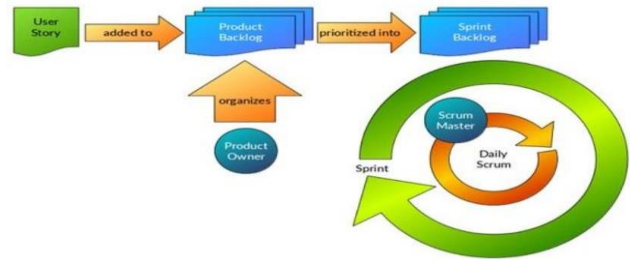 User
Story
added to
Product
Backlog
prioritized into
Sprint
Backlog
organizes
Product
Owner
Scrum
Master
Daily
Scrum
Sprint